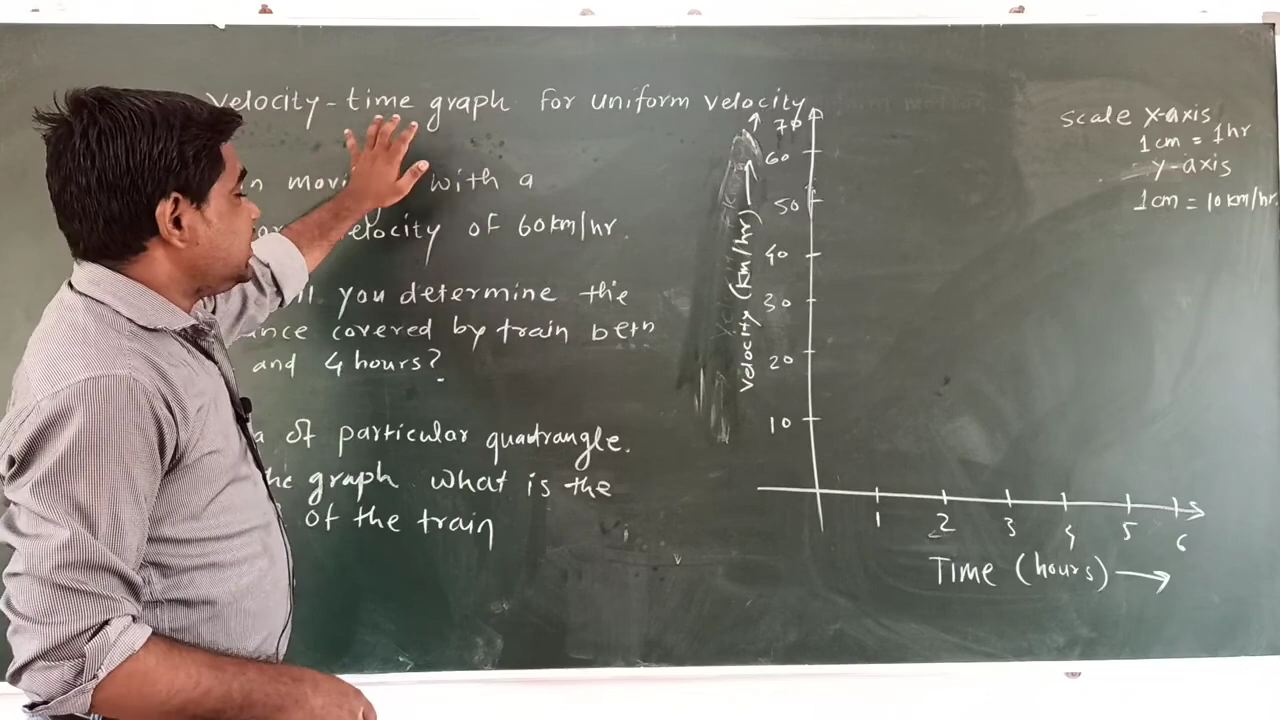 Velocity-time graph for uniform velocity
with a
velocity of 60km/hr.
you determine the
covered by train betn
and 4 hours?
of particular quadrangle.
graph what is the
of the train
Velocity (km/hr)
70
60
50
40
30
20
10
1 2 3 4 5 6
Time (hours)
scale x-axis
1cm = 1hr
y-axis
1cm = 10km/hr.